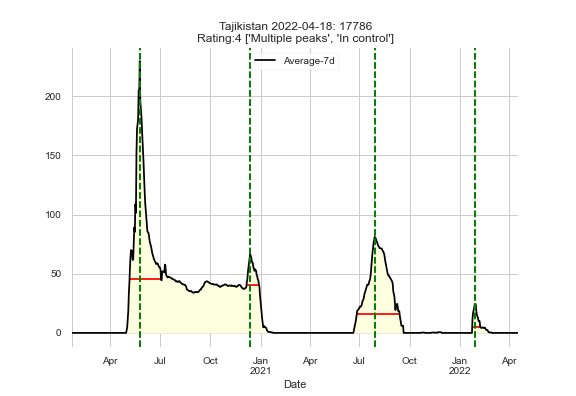 Tajikistan 2022-04-18: 17786
Rating:4 ['Multiple peaks', 'In control']
Average-7d
200
150
100
50
0
Apr Jul Oct Jan Apr Jul Oct Jan Apr
2021 2022
Date